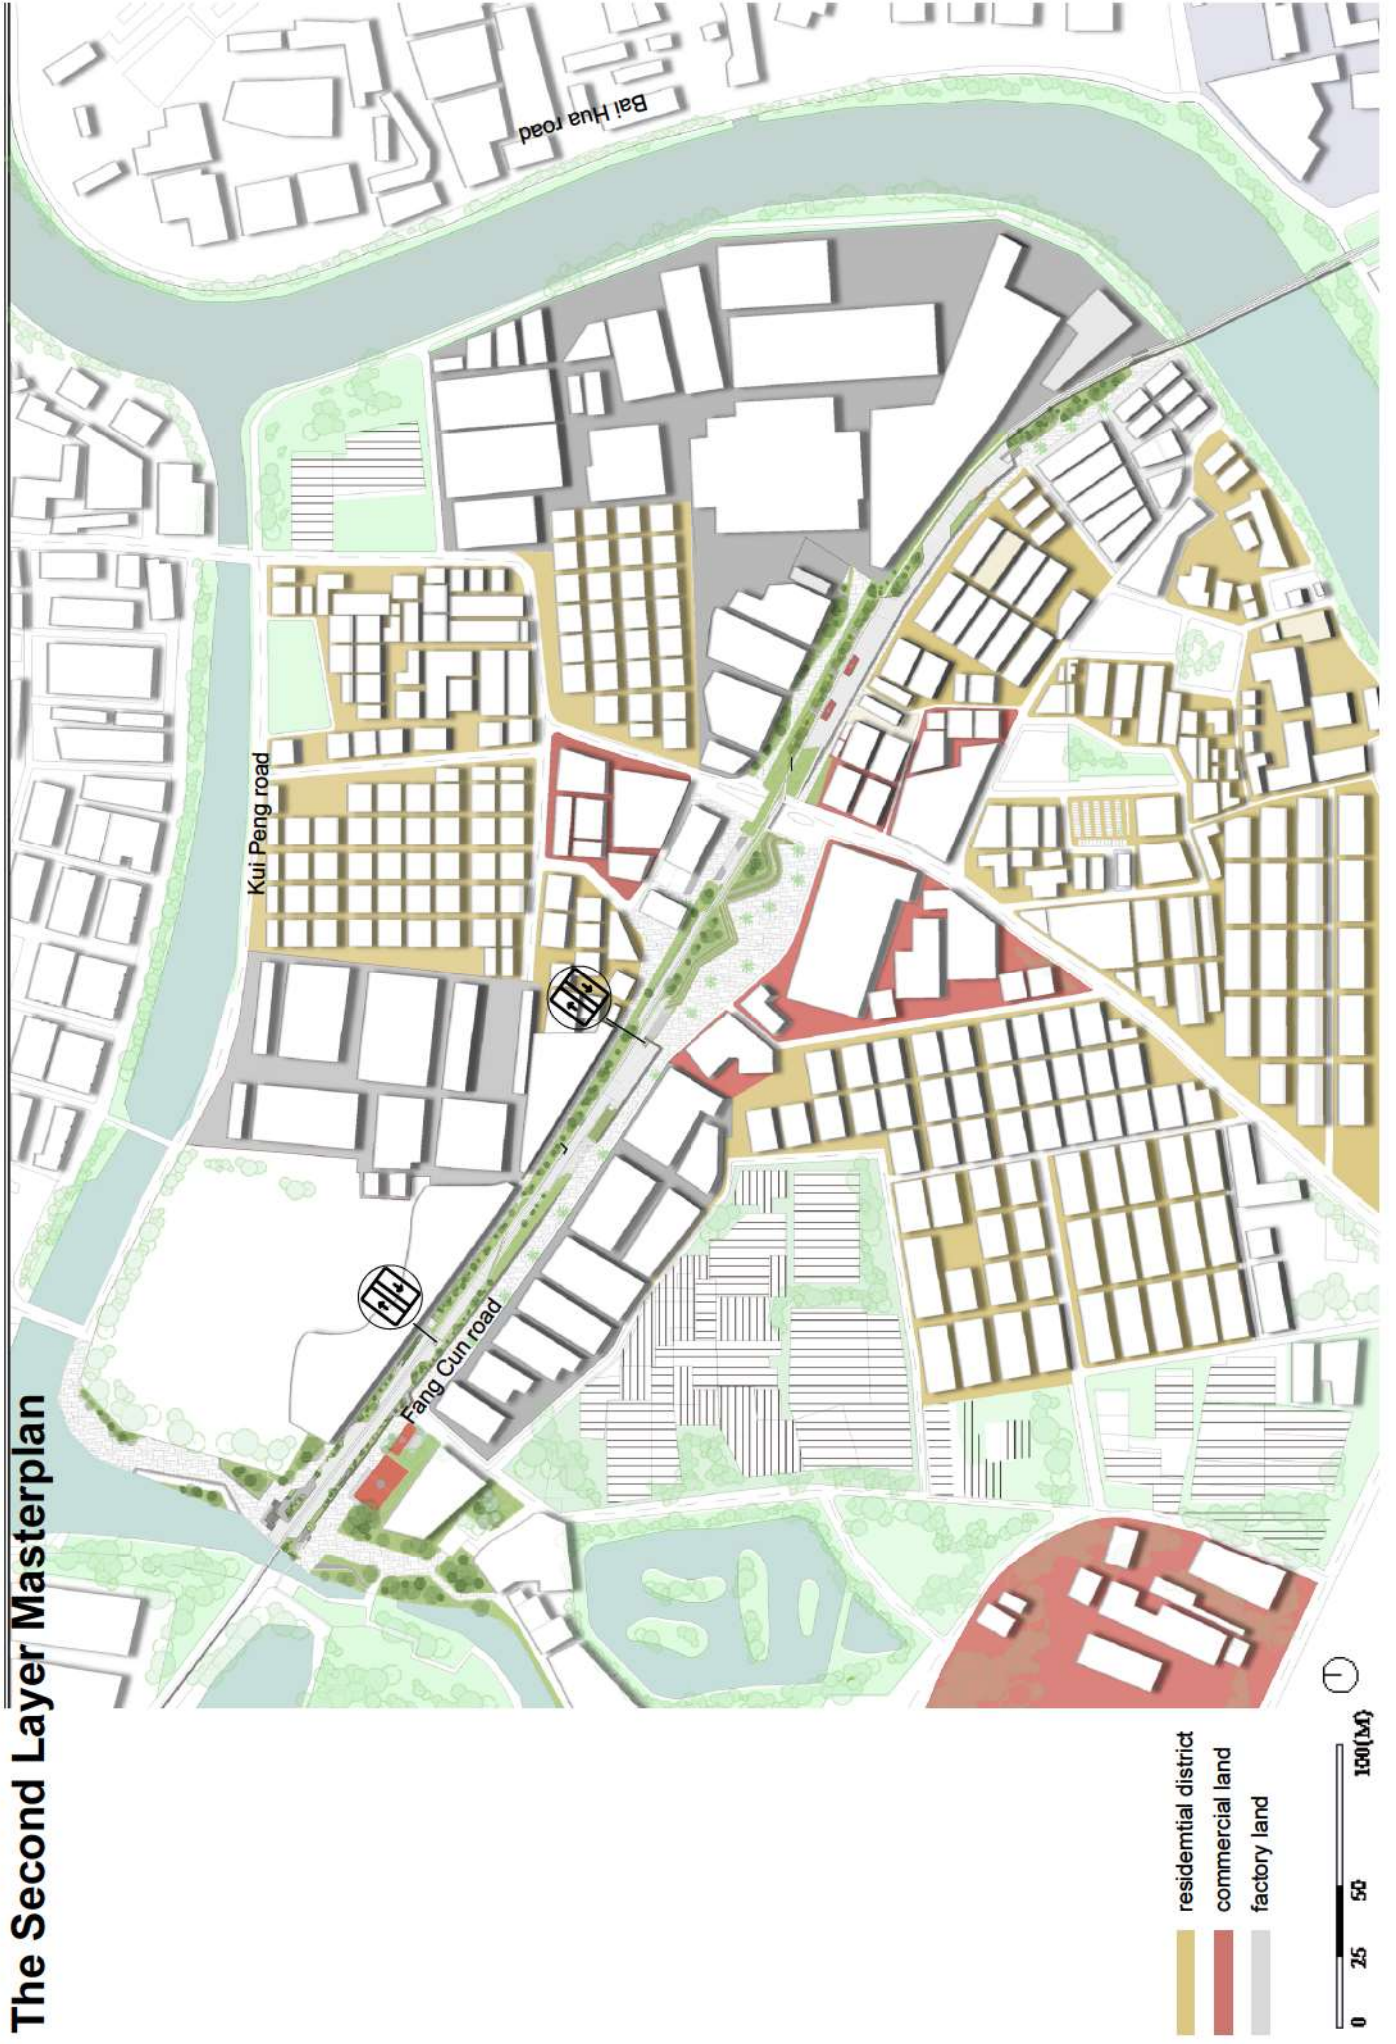 The Second Layer Masterplan
Bai Hua road
Kui Peng road
Fang Cun road
residential district
commercial land
factory land
0 25 50 100(M)